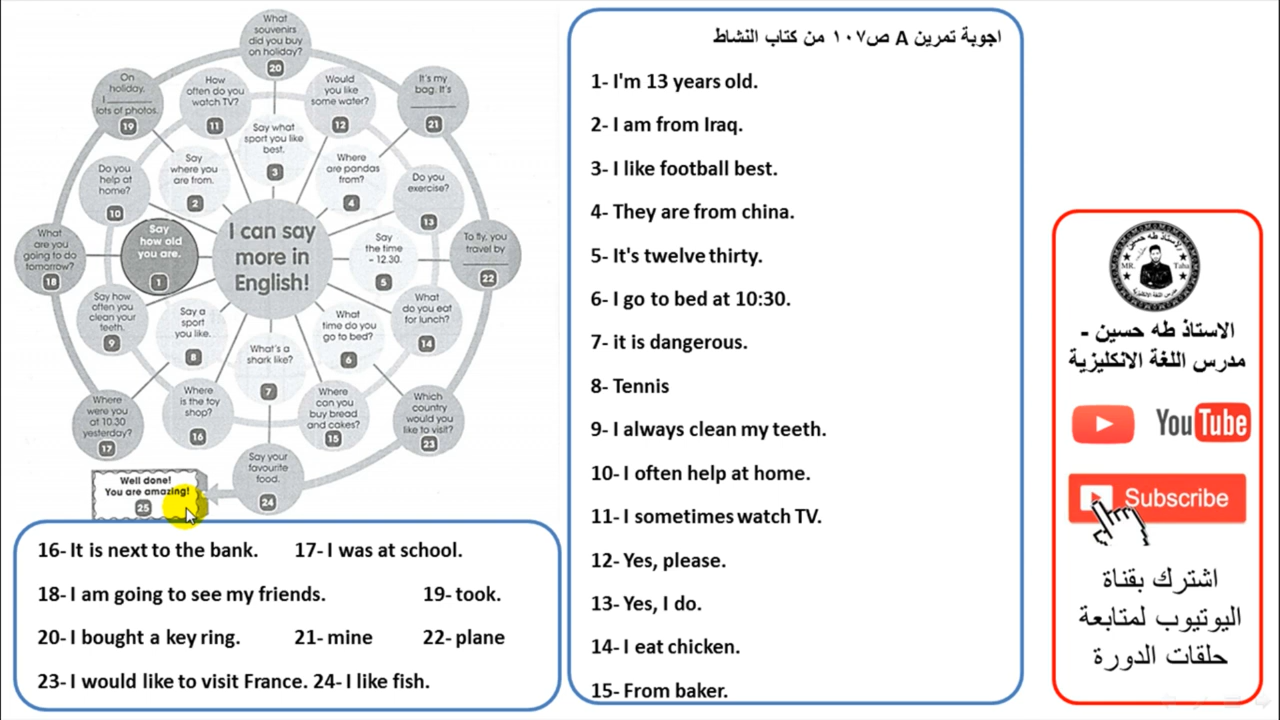 What
souvenirs
did you buy
on holiday?
20
On
holiday,
I ______
lots of photos.
19
How
often do you
watch TV?
11
Would
you like
some water?
12
It's my
bag. It's
______
21
Say what
sport you like
best.
3
Say
where you
are from.
2
Where
are pandas
from?
4
Do you
help at
home?
10
Do you
exercise?
13
What
are you
going to do
tomorrow?
18
Say
how old
you are.
1
I can say
more in
English!
Say
the time
– 12.30.
5
To fly, you
travel by
______
22
Say how
often you
clean your
teeth.
9
Say a
sport
you like.
8
What's a
shark like?
7
What
time do you
go to bed?
6
What
do you eat
for lunch?
14
Where
were you
at 10.30
yesterday?
17
Where
is the toy
shop?
16
Where
can you
buy bread
and cakes?
15
Which
country
would you
like to visit?
23
Say your
favourite
food.
24
Well done!
You are amazing!
25
16- It is next to the bank. 17- I was at school.
18- I am going to see my friends. 19- took.
20- I bought a key ring. 21- mine 22- plane
23- I would like to visit France. 24- I like fish.
اجوبة تمرين A ص١٠٧ من كتاب النشاط
1- I'm 13 years old.
2- I am from Iraq.
3- I like football best.
4- They are from china.
5- It's twelve thirty.
6- I go to bed at 10:30.
7- it is dangerous.
8- Tennis
9- I always clean my teeth.
10- I often help at home.
11- I sometimes watch TV.
12- Yes, please.
13- Yes, I do.
14- I eat chicken.
15- From baker.
الاستاذ طه حسين
MR. Taha
مدرس اللغة الانكليزية
الاستاذ طه حسين -
مدرس اللغة الانكليزية
YouTube
Subscribe
اشترك بقناة
اليوتيوب لمتابعة
حلقات الدورة